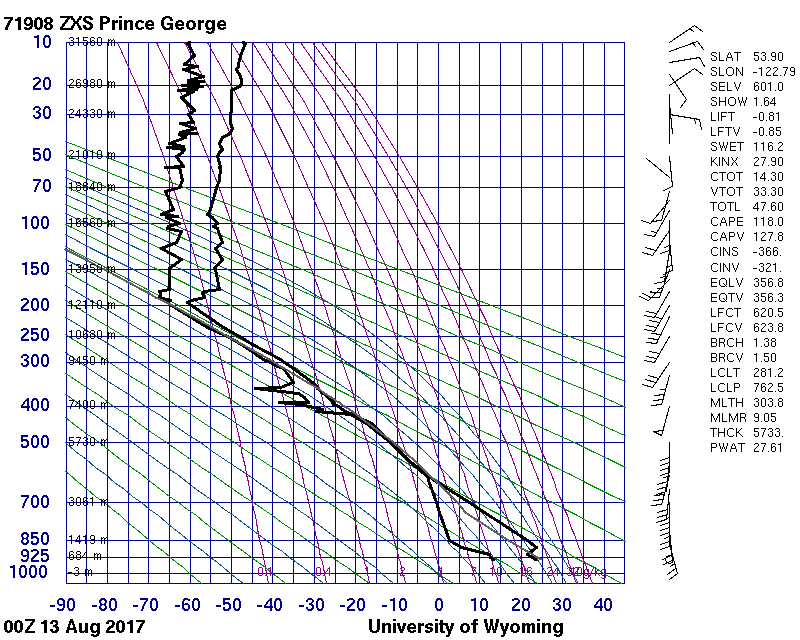 71908 ZXS Prince George
10 31560 m
20 26980 m
30 24330 m
50 21010 m
70 18840 m
100 16560 m
150 13950 m
200 12110 m
250 10680 m
300 9450 m
400 7400 m
500 5730 m
700 3061 m
850 1419 m
925 684 m
1000 -3 m
0.1 0.4 1 2 4 7 10 16 24 32 g/kg
-90 -80 -70 -60 -50 -40 -30 -20 -10 0 10 20 30 40
00Z 13 Aug 2017 University of Wyoming
SLAT 53.90
SLON -122.79
SELV 601.0
SHOW 1.64
LIFT -0.81
LFTV -0.85
SWET 116.2
KINX 27.90
CTOT 14.30
VTOT 33.30
TOTL 47.60
CAPE 118.0
CAPV 127.8
CINS -366.
CINV -321.
EQLV 356.8
EQTV 356.3
LFCT 620.5
LFCV 623.8
BRCH 1.38
BRCV 1.50
LCLT 281.2
LCLP 762.5
MLTH 303.8
MLMR 9.05
THCK 5733.
PWAT 27.61